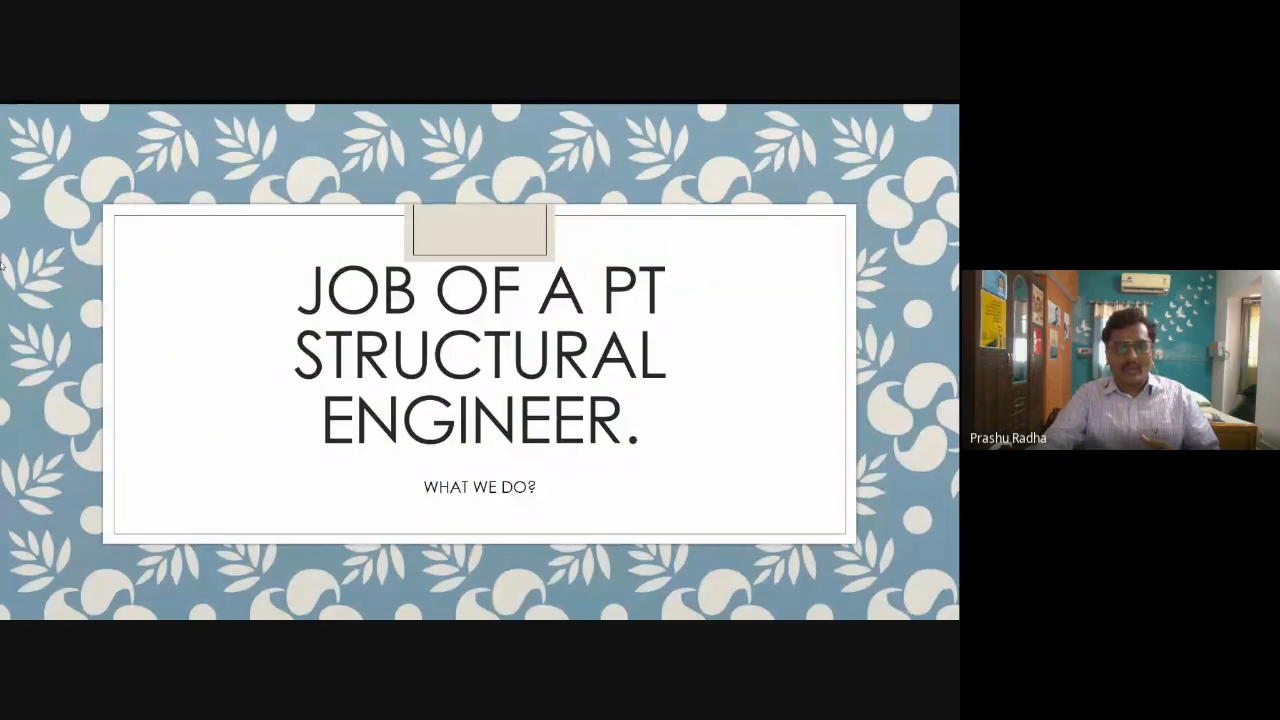 JOB OF A PT
STRUCTURAL
ENGINEER.
WHAT WE DO?
Prashu Radha